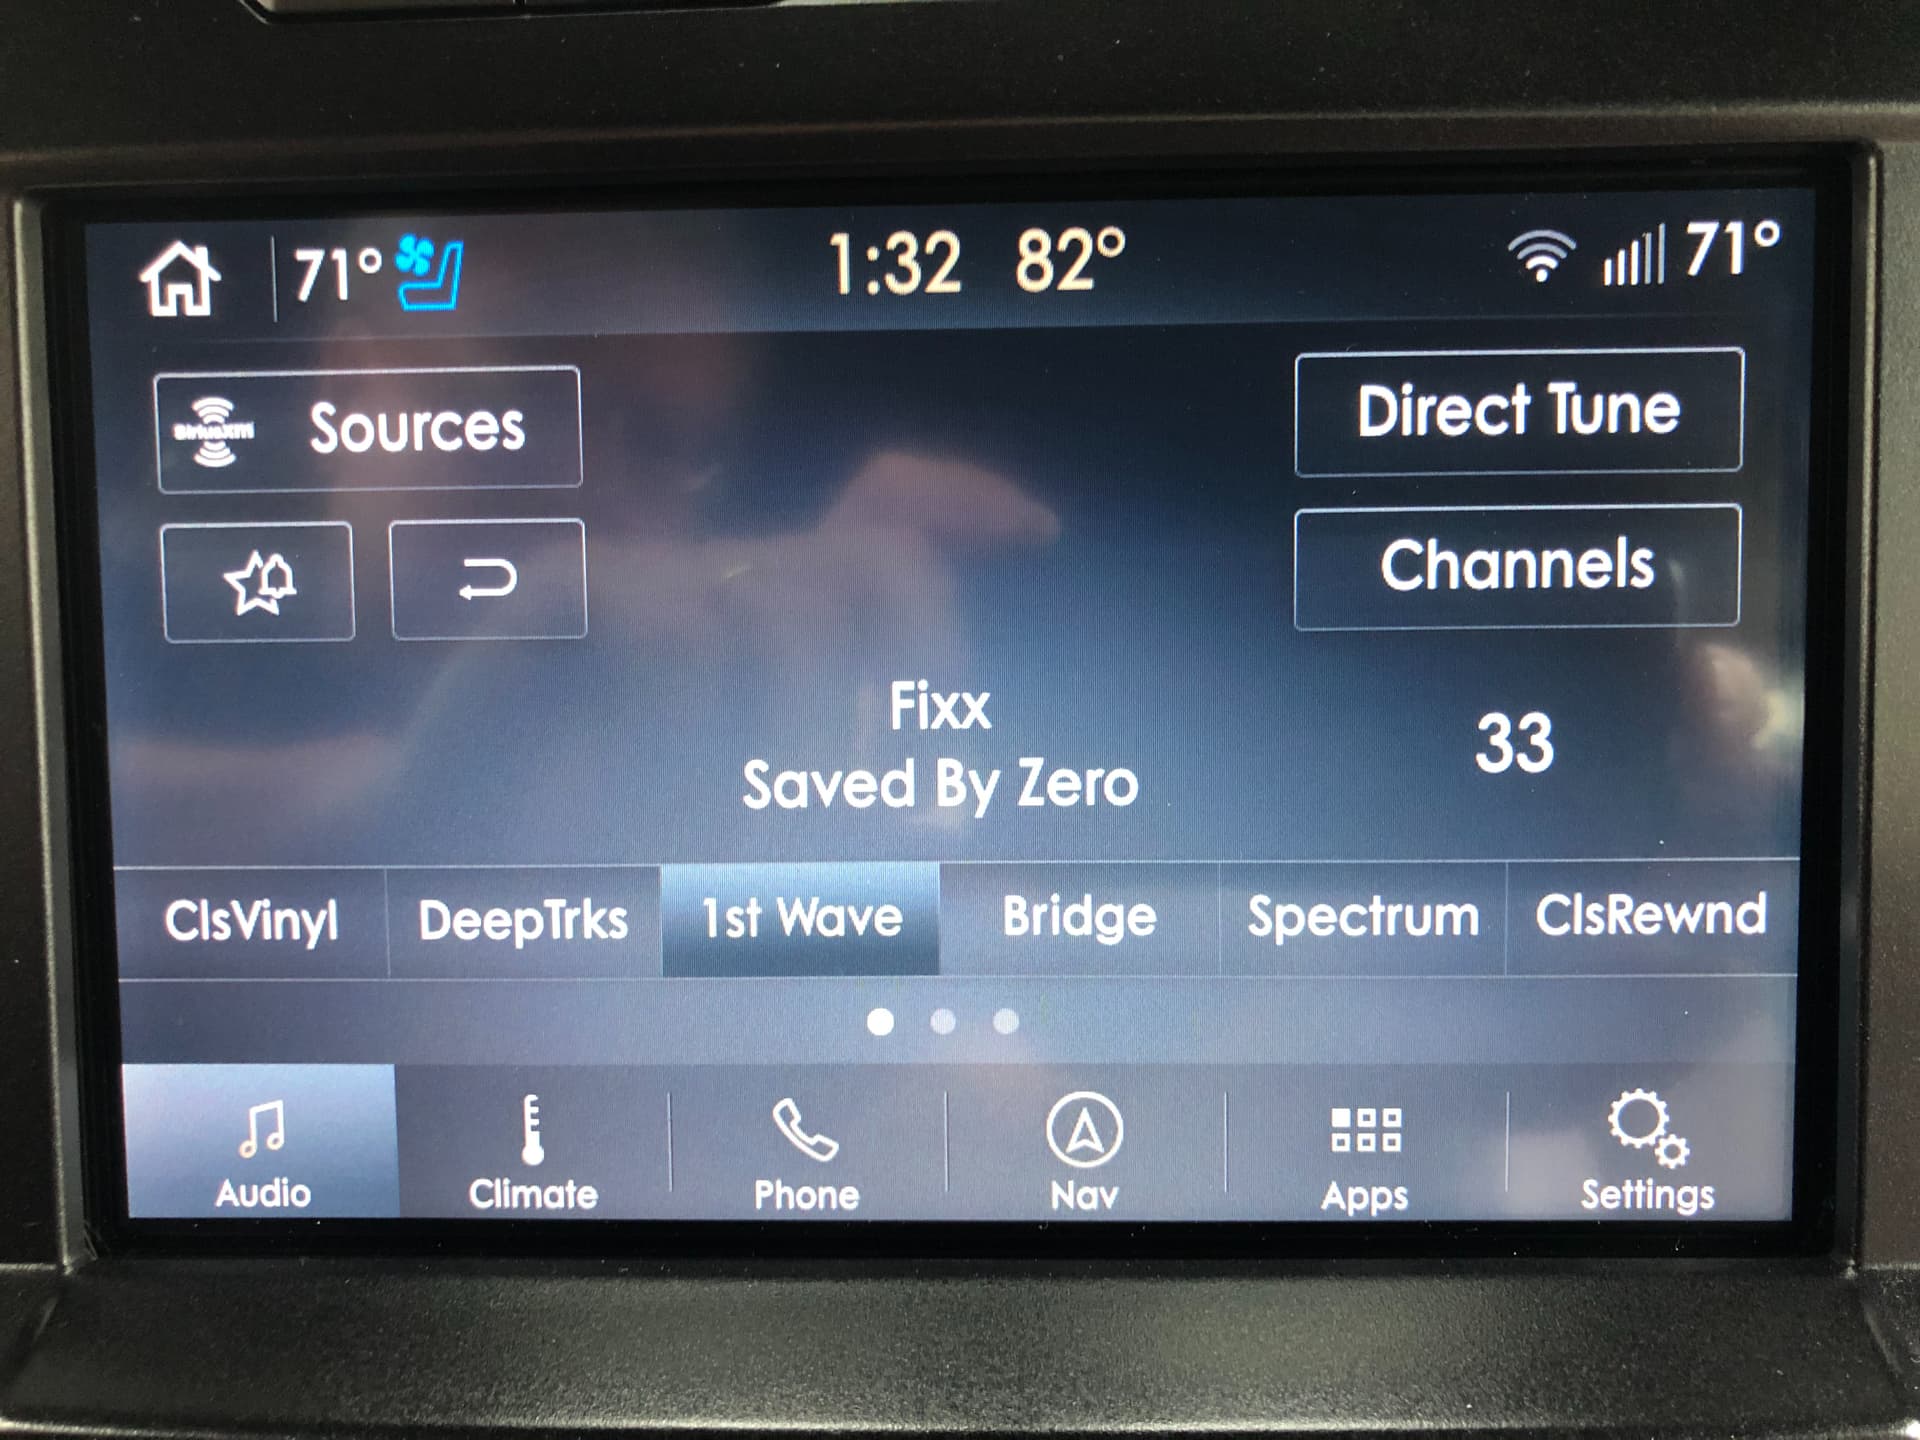 71° 1:32 82° 71°
SiriusXM Sources
Direct Tune
Channels
Fixx
Saved By Zero
33
ClsVinyl DeepTrks 1st Wave Bridge Spectrum ClsRewnd
Audio Climate Phone Nav Apps Settings